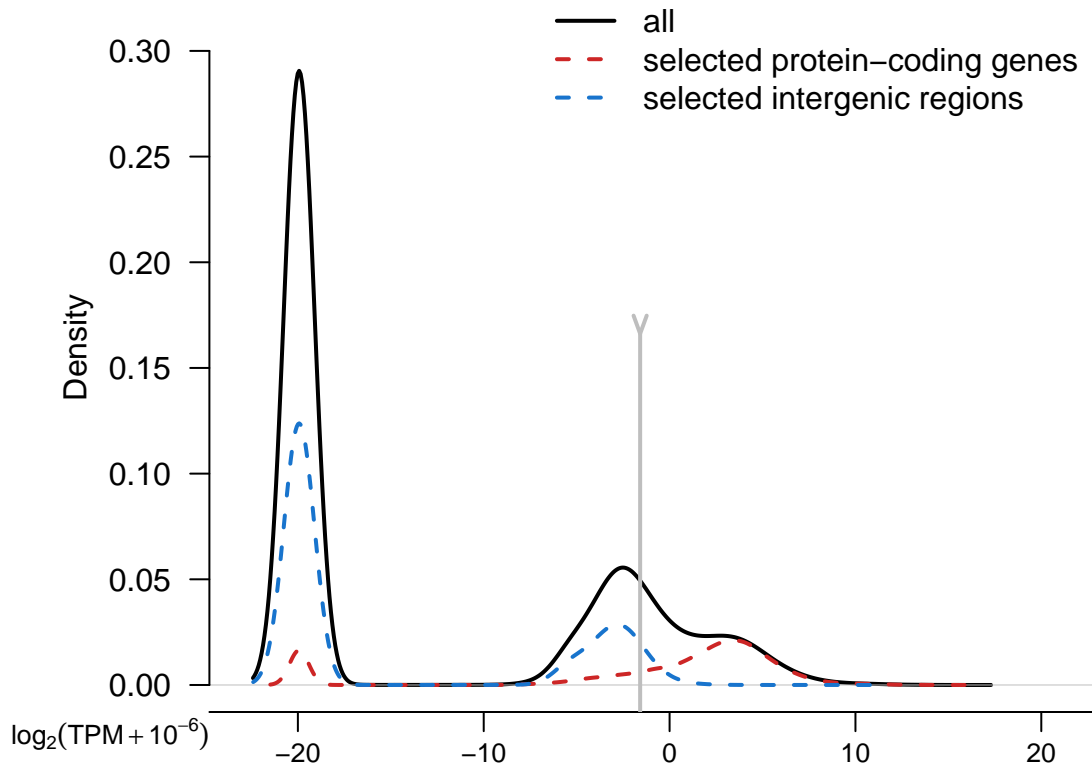 all
selected protein−coding genes
selected intergenic regions
0.30
0.25
0.20
0.15
0.10
0.05
0.00
Density
log₂(TPM + 10⁻⁶)
−20
−10
0
10
20